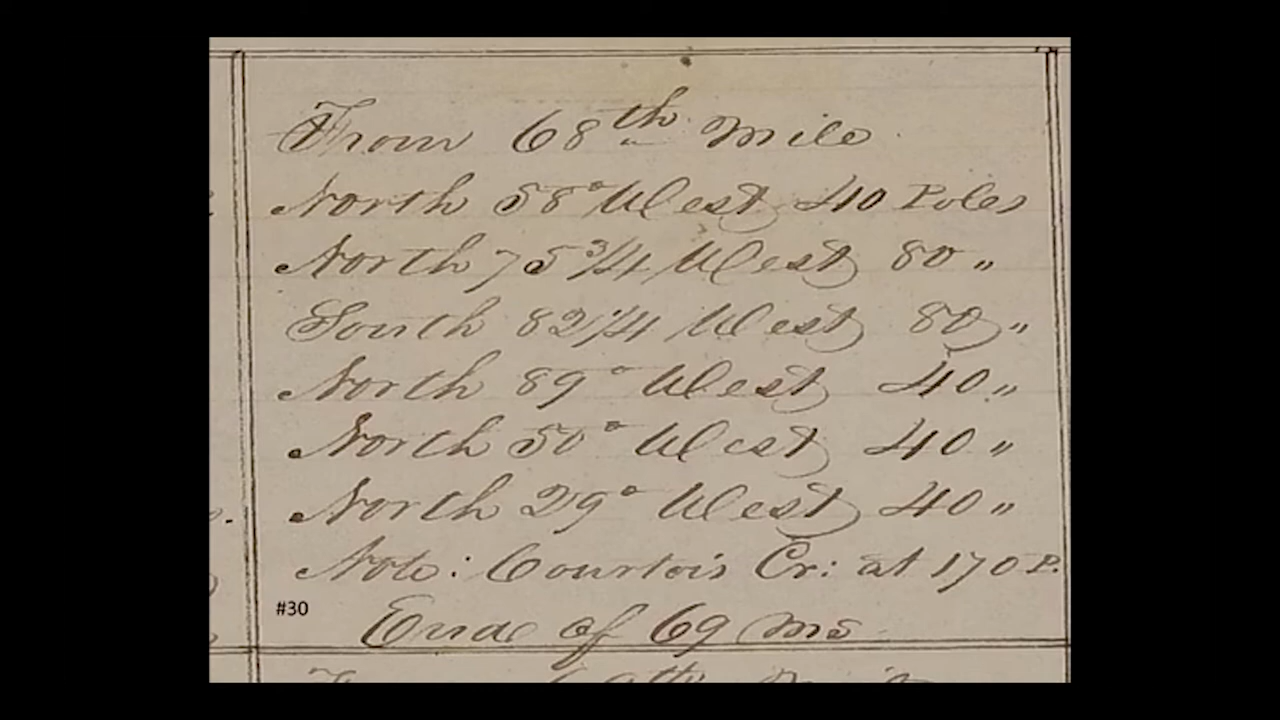 From 68th Mile
North 58° West 40 Poles
North 75 3/4 West 80 "
South 82 1/4 West 80 "
North 89° West 40 "
North 50° West 40 "
North 29° West 40 "
Note: Courtois Cr: at 170 P.
#30
End of 69 Ms